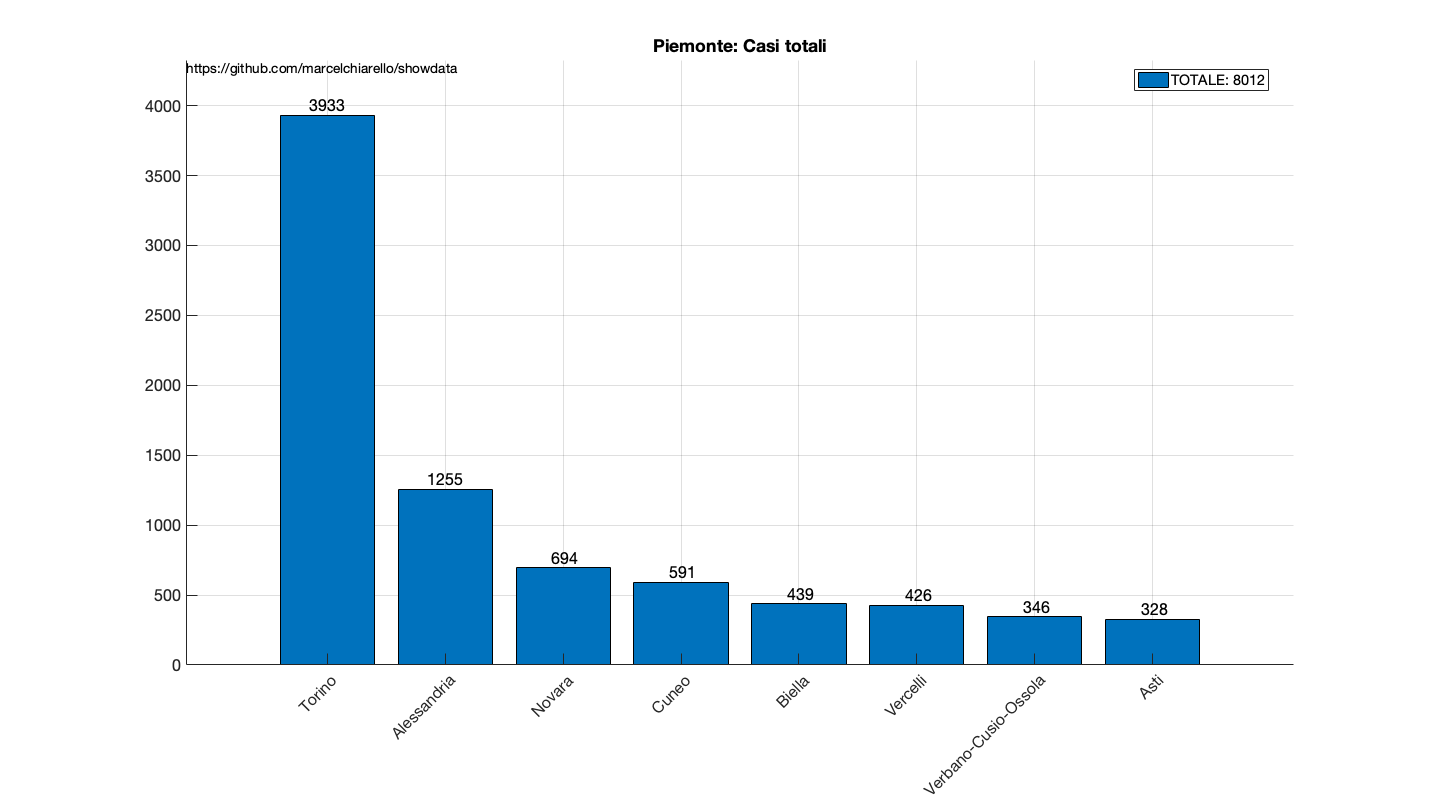 Piemonte: Casi totali
https://github.com/marcelchiarello/showdata
TOTALE: 8012
4000
3500
3000
2500
2000
1500
1000
500
0
3933
1255
694
591
439
426
346
328
Torino
Alessandria
Novara
Cuneo
Biella
Vercelli
Verbano-Cusio-Ossola
Asti